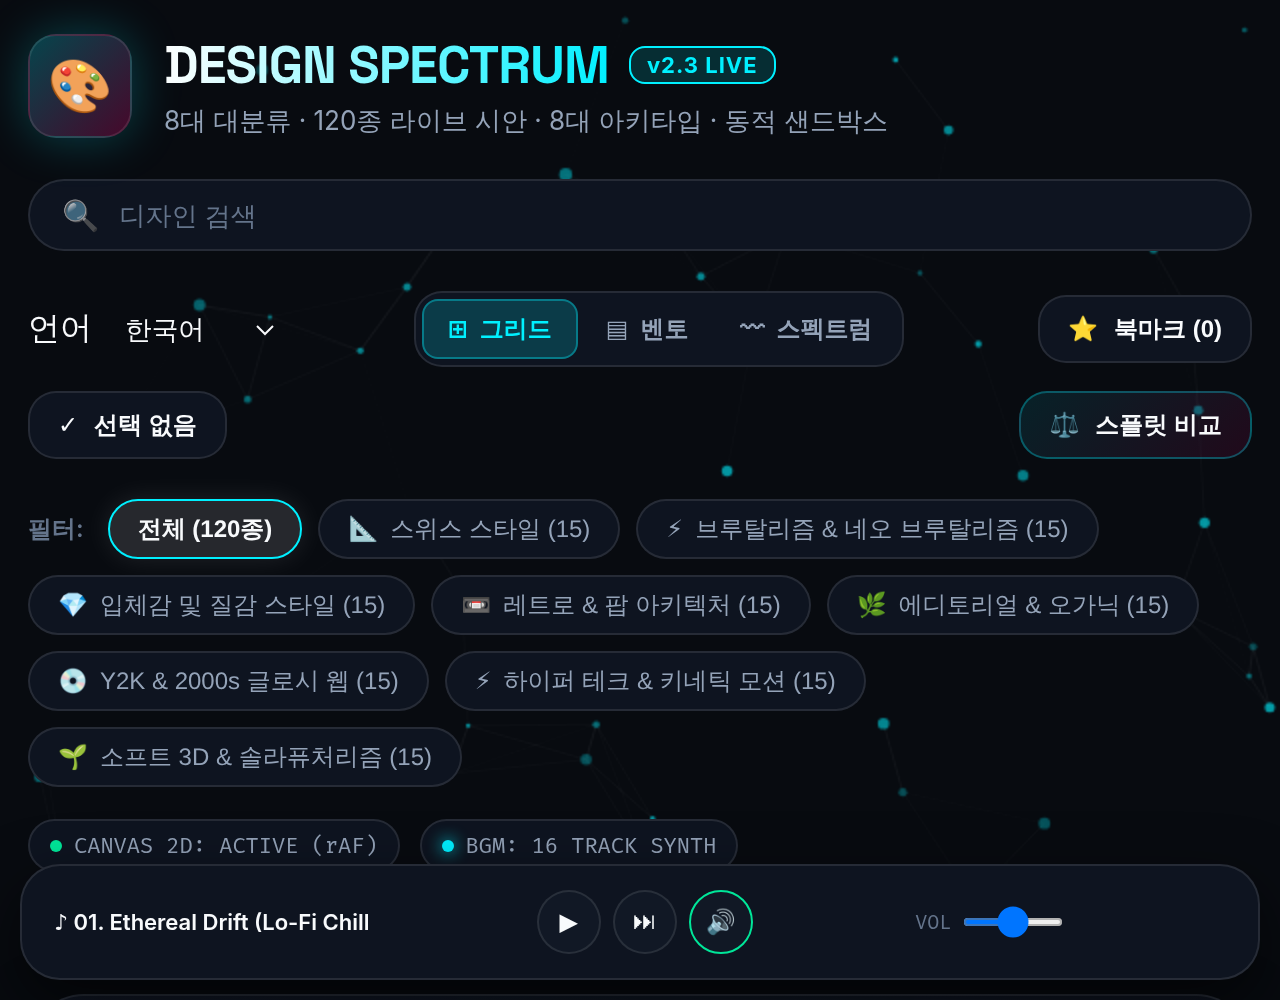 DESIGN SPECTRUM v2.3 LIVE
8대 대분류 · 120종 라이브 시안 · 8대 아키타입 · 동적 샌드박스
디자인 검색
언어 한국어 그리드 벤토 스펙트럼 북마크 (0)
✓ 선택 없음 스플릿 비교
필터: 전체 (120종) 스위스 스타일 (15) 브루탈리즘 & 네오 브루탈리즘 (15)
입체감 및 질감 스타일 (15) 레트로 & 팝 아키텍처 (15) 에디토리얼 & 오가닉 (15)
Y2K & 2000s 글로시 웹 (15) 하이퍼 테크 & 키네틱 모션 (15)
소프트 3D & 솔라퓨처리즘 (15)
CANVAS 2D: ACTIVE (rAF) BGM: 16 TRACK SYNTH
♪ 01. Ethereal Drift (Lo-Fi Chill VOL